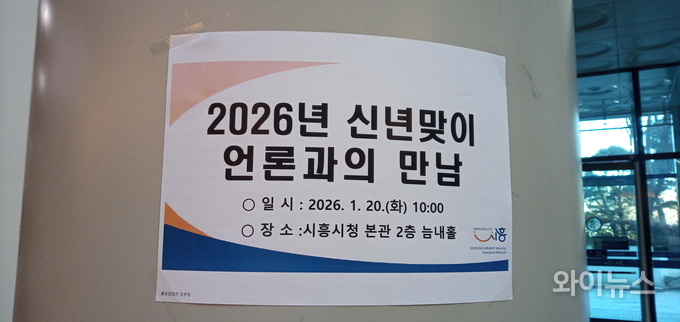 2026년 신년맞이
언론과의 만남
○ 일 시 : 2026. 1. 20.(화) 10:00
○ 장 소 :시흥시청 본관 2층 늠내홀
시흥
와이뉴스